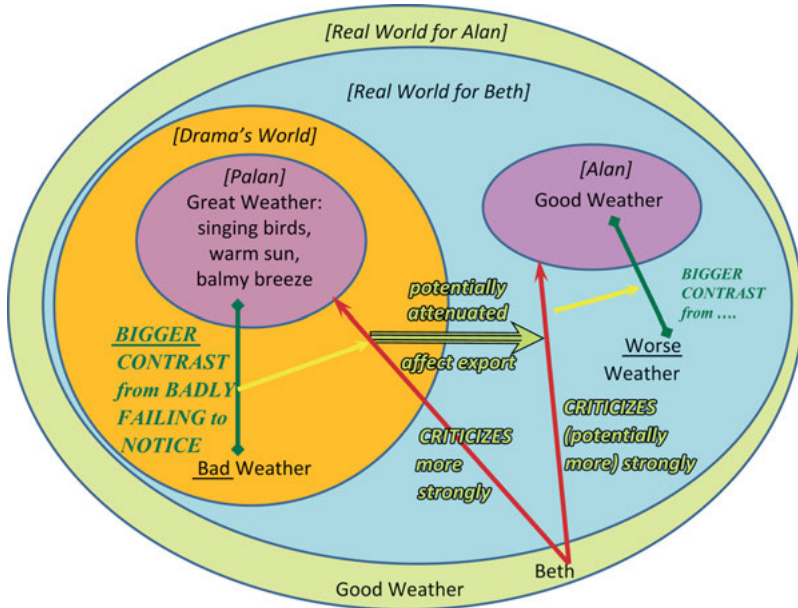 [Real World for Alan]
[Real World for Beth]
[Drama's World]
[Palan]
Great Weather:
singing birds,
warm sun,
balmy breeze
BIGGER
CONTRAST
from BADLY
FAILING to
NOTICE
Bad Weather
potentially
attenuated
affect export
CRITICIZES
more
strongly
[Alan]
Good Weather
BIGGER
CONTRAST
from ....
Worse
Weather
CRITICIZES
(potentially
more) strongly
Beth
Good Weather